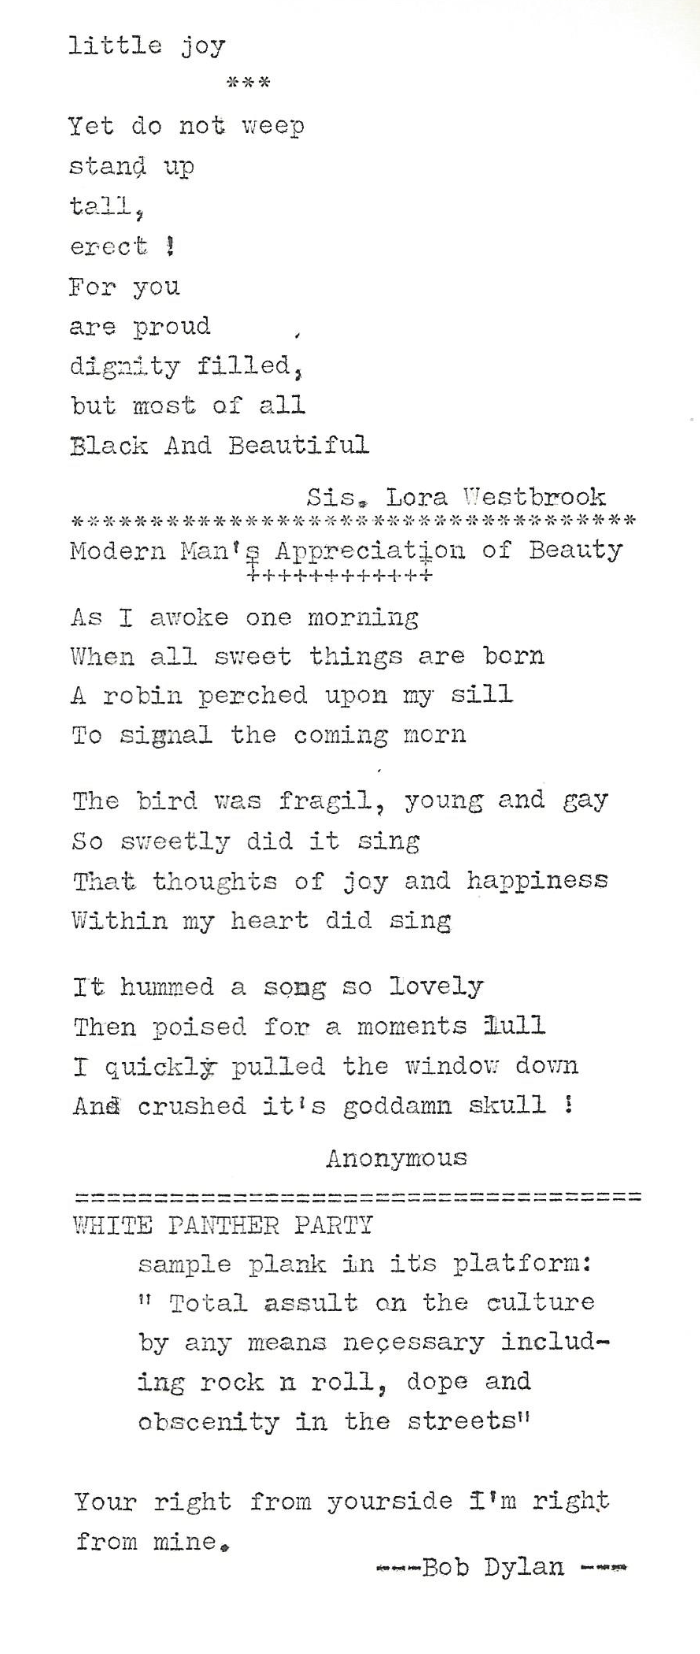 little joy
***
Yet do not weep
stand up
tall,
erect !
For you
are proud
dignity filled,
but most of all
Black And Beautiful
Sis. Lora Westbrook
************************************
Modern Man's Appreciation of Beauty
++++++++++++
As I awoke one morning
When all sweet things are born
A robin perched upon my sill
To signal the coming morn
The bird was fragil, young and gay
So sweetly did it sing
That thoughts of joy and happiness
Within my heart did sing
It hummed a song so lovely
Then poised for a moments lull
I quickly pulled the window down
And crushed it's goddamn skull !
Anonymous
====================================
WHITE PANTHER PARTY
sample plank in its platform:
" Total assult on the culture
by any means necessary includ-
ing rock n roll, dope and
obscenity in the streets"
Your right from yourside I'm right
from mine.
---Bob Dylan ---